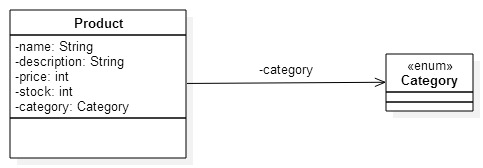 Product
-name: String
-description: String
-price: int
-stock: int
-category: Category
-category
«enum»
Category